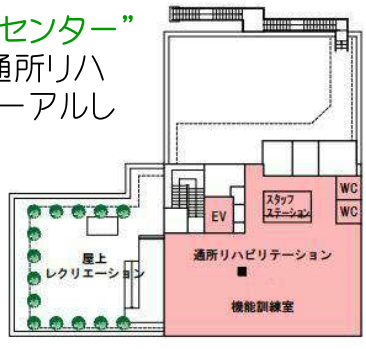 センター”
通所リハ
ーアルし
WC
スタッフ
ステーション
WC
EV
屋上
レクリエーション
通所リハビリテーション
機能訓練室